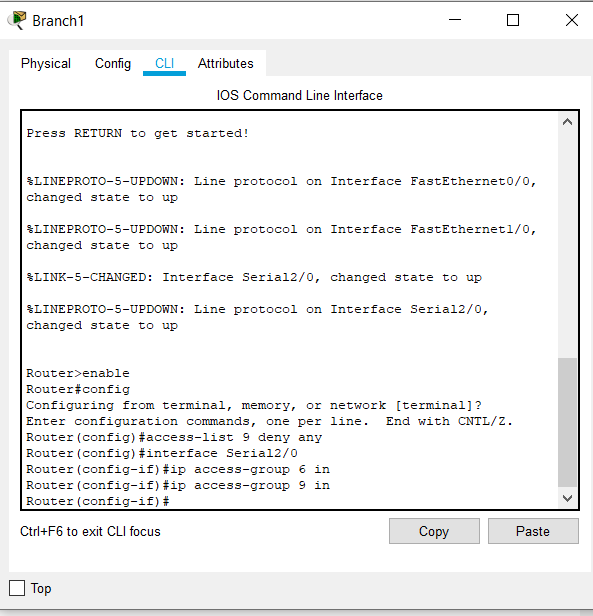 Branch1
Physical Config CLI Attributes
IOS Command Line Interface
Press RETURN to get started!
%LINEPROTO-5-UPDOWN: Line protocol on Interface FastEthernet0/0,
changed state to up
%LINEPROTO-5-UPDOWN: Line protocol on Interface FastEthernet1/0,
changed state to up
%LINK-5-CHANGED: Interface Serial2/0, changed state to up
%LINEPROTO-5-UPDOWN: Line protocol on Interface Serial2/0,
changed state to up
Router>enable
Router#config
Configuring from terminal, memory, or network [terminal]?
Enter configuration commands, one per line.  End with CNTL/Z.
Router(config)#access-list 9 deny any
Router(config)#interface Serial2/0
Router(config-if)#ip access-group 6 in
Router(config-if)#ip access-group 9 in
Router(config-if)#
Ctrl+F6 to exit CLI focus Copy Paste
Top